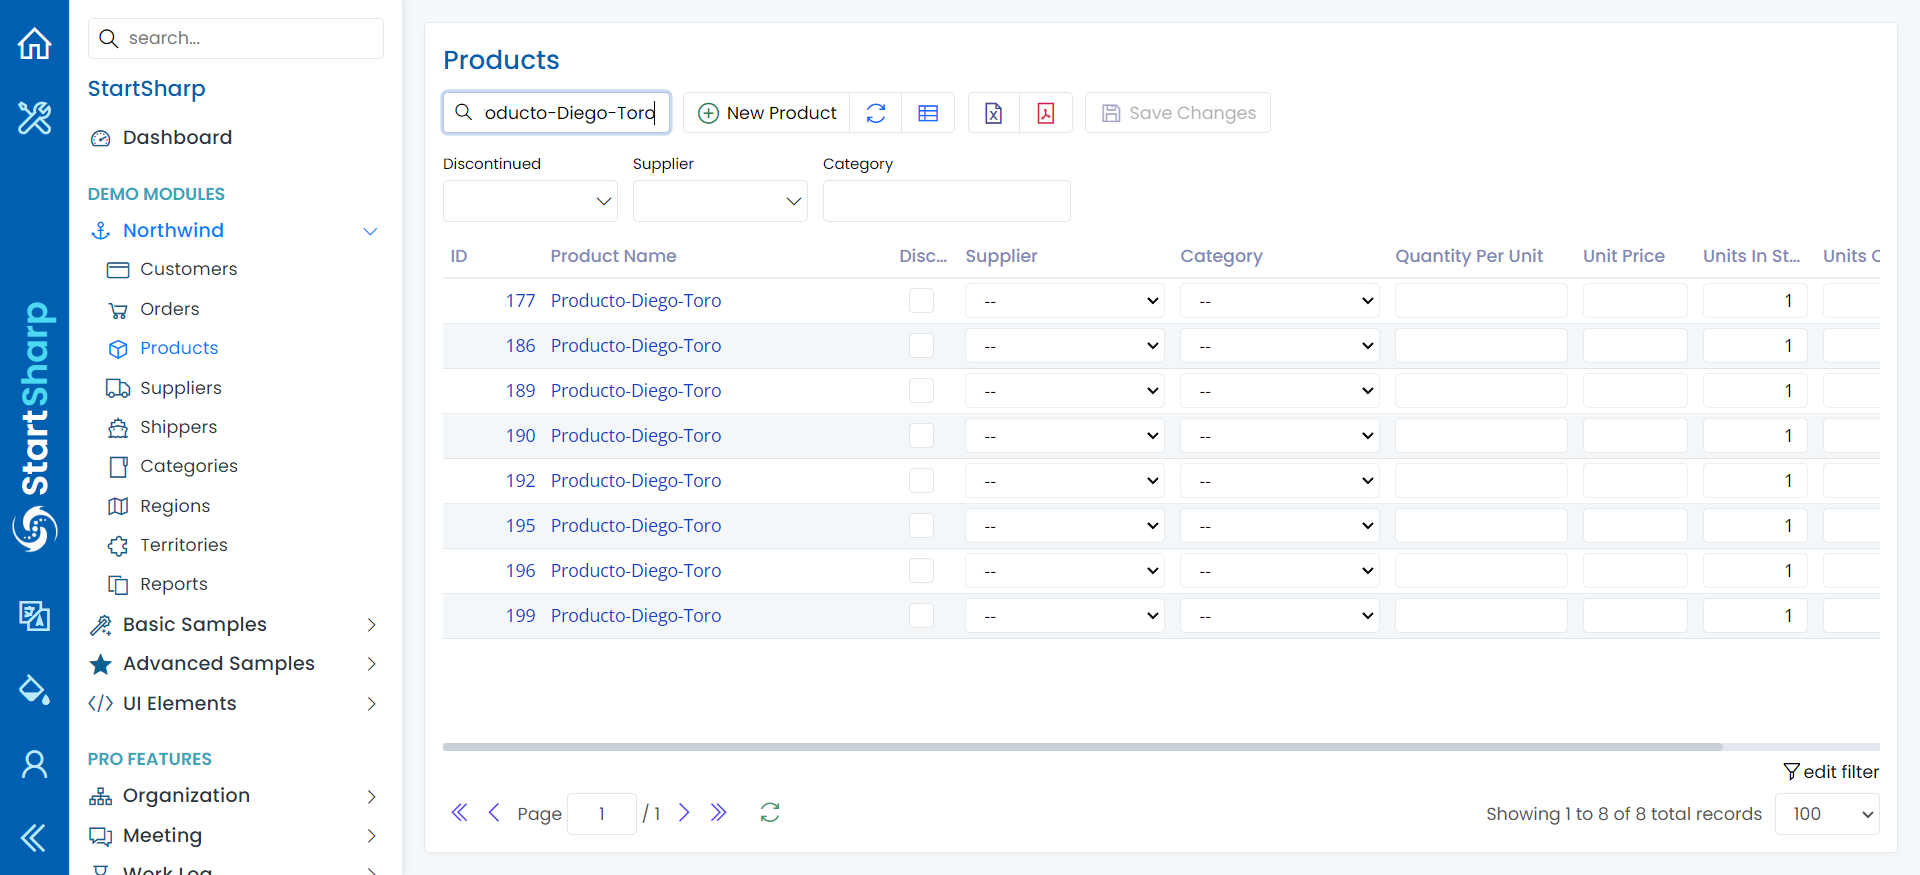 search...
StartSharp
Dashboard
DEMO MODULES
Northwind
Customers
Orders
Products
Suppliers
Shippers
Categories
Regions
Territories
Reports
Basic Samples
Advanced Samples
UI Elements
PRO FEATURES
Organization
Meeting
Work Log
StartSharp
Products
oducto-Diego-Toro
New Product
Save Changes
Discontinued Supplier Category
ID Product Name Disc... Supplier Category Quantity Per Unit Unit Price Units In St... Units O
177 Producto-Diego-Toro -- -- 1
186 Producto-Diego-Toro -- -- 1
189 Producto-Diego-Toro -- -- 1
190 Producto-Diego-Toro -- -- 1
192 Producto-Diego-Toro -- -- 1
195 Producto-Diego-Toro -- -- 1
196 Producto-Diego-Toro -- -- 1
199 Producto-Diego-Toro -- -- 1
edit filter
Page 1 / 1
Showing 1 to 8 of 8 total records 100